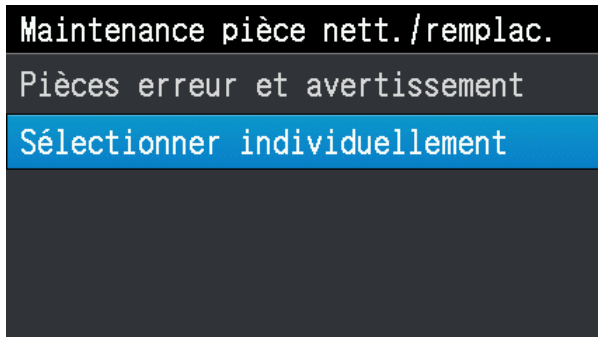 Maintenance pièce nett./remplac.
Pièces erreur et avertissement
Sélectionner individuellement